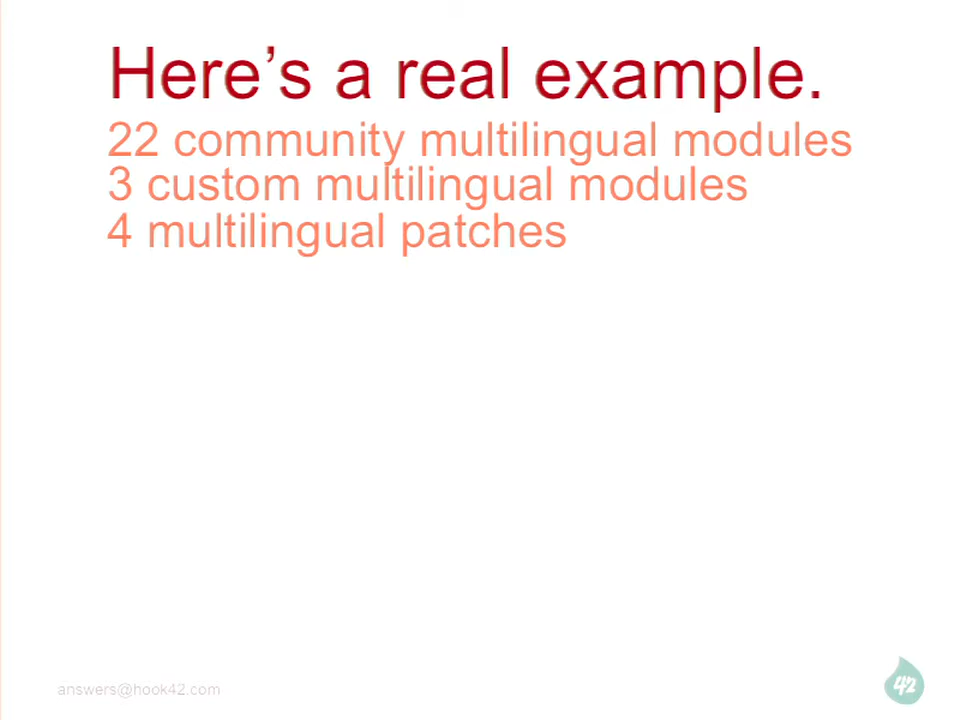 Here’s a real example.
22 community multilingual modules
3 custom multilingual modules
4 multilingual patches
answers@hook42.com
42